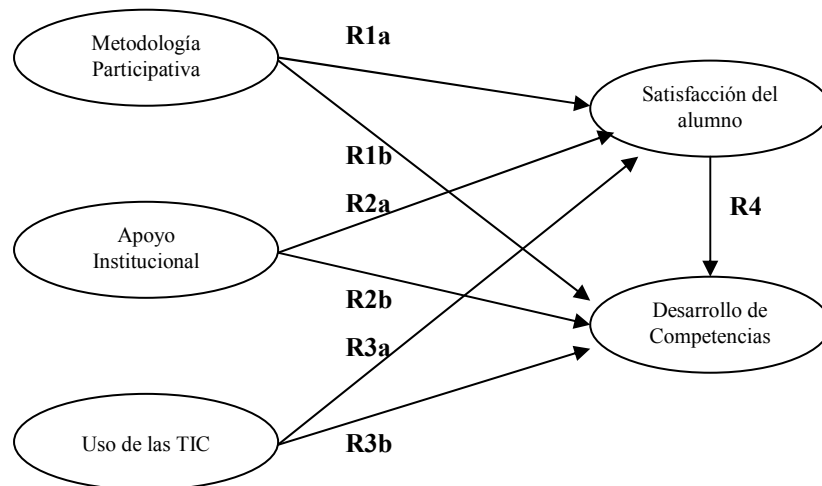 Metodología
Participativa
R1a
Satisfacción del
alumno
R1b
R2a
R4
Apoyo
Institucional
R2b
Desarrollo de
Competencias
R3a
Uso de las TIC
R3b